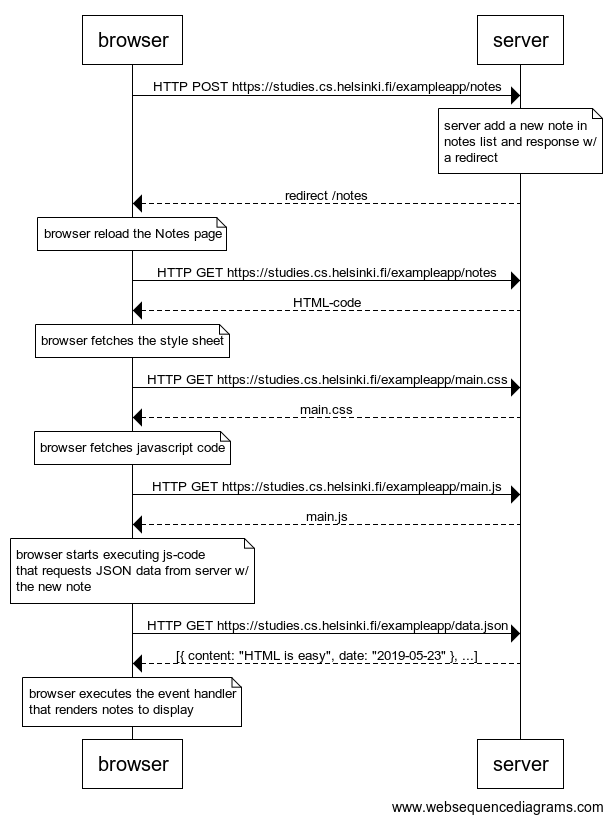 browser
server
HTTP POST https://studies.cs.helsinki.fi/exampleapp/notes
server add a new note in
notes list and response w/
a redirect
redirect /notes
browser reload the Notes page
HTTP GET https://studies.cs.helsinki.fi/exampleapp/notes
HTML-code
browser fetches the style sheet
HTTP GET https://studies.cs.helsinki.fi/exampleapp/main.css
main.css
browser fetches javascript code
HTTP GET https://studies.cs.helsinki.fi/exampleapp/main.js
main.js
browser starts executing js-code
that requests JSON data from server w/
the new note
HTTP GET https://studies.cs.helsinki.fi/exampleapp/data.json
[{ content: "HTML is easy", date: "2019-05-23" }, ...]
browser executes the event handler
that renders notes to display
browser
server
www.websequencediagrams.com